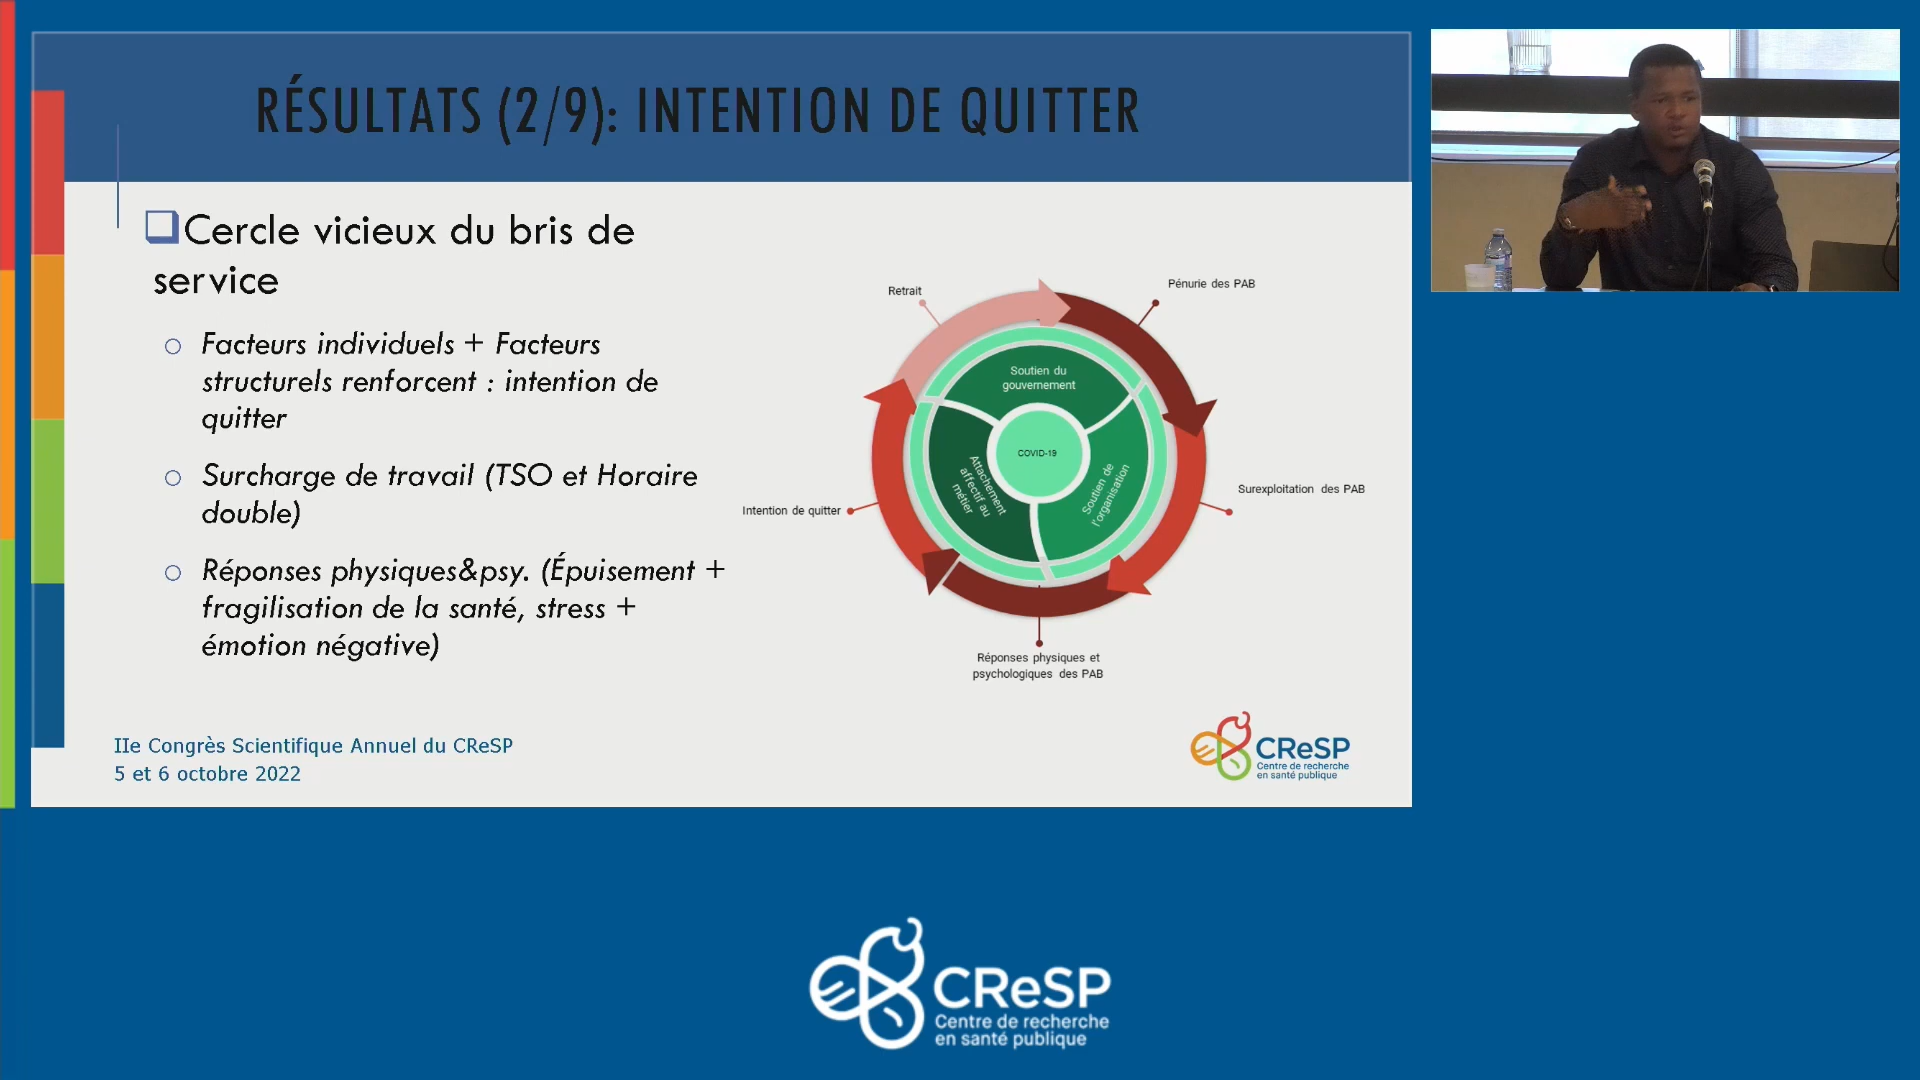 RÉSULTATS (2/9): INTENTION DE QUITTER
Cercle vicieux du bris de
service
Facteurs individuels + Facteurs
structurels renforcent : intention de
quitter
Surcharge de travail (TSO et Horaire
double)
Réponses physiques&psy. (Épuisement +
fragilisation de la santé, stress +
émotion négative)
Retrait
Pénurie des PAB
Surexploitation des PAB
Réponses physiques et
psychologiques des PAB
Intention de quitter
Soutien du
gouvernement
Soutien de
l'organisation
Attachement
affectif au
métier
COVID-19
IIe Congrès Scientifique Annuel du CReSP
5 et 6 octobre 2022
CReSP
Centre de recherche
en santé publique
CReSP
Centre de recherche
en santé publique